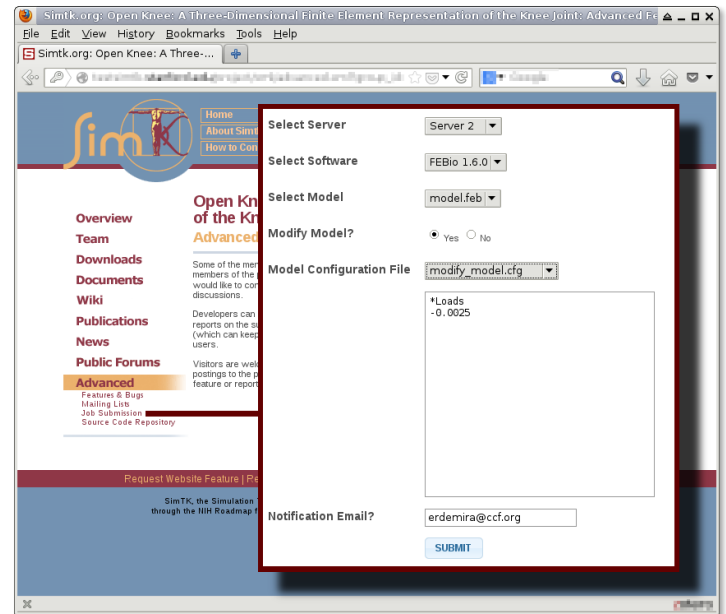 Simtk.org: Open Knee: A Three-Dimensional Finite Element Representation of the Knee Joint: Advanced Fe
File Edit View History Bookmarks Tools Help
Simtk.org: Open Knee: A Three-...
SimTK
Home
About Simt
How to Con
Overview
Team
Downloads
Documents
Wiki
Publications
News
Public Forums
Advanced
Features & Bugs
Mailing Lists
Job Submission
Source Code Repository
Open Kn
of the Kn
Advanced
Some of the mem
members of the p
would like to con
discussions.
Developers can
reports on the su
(which can keep
users.
Visitors are welc
postings to the p
feature or report
Select Server
Server 2
Select Software
FEBio 1.6.0
Select Model
model.feb
Modify Model?
Yes No
Model Configuration File
modify_model.cfg
*Loads
-0.0025
Notification Email?
erdemira@ccf.org
SUBMIT
Request Website Feature | Re
SimTK, the Simulation
through the NIH Roadmap f